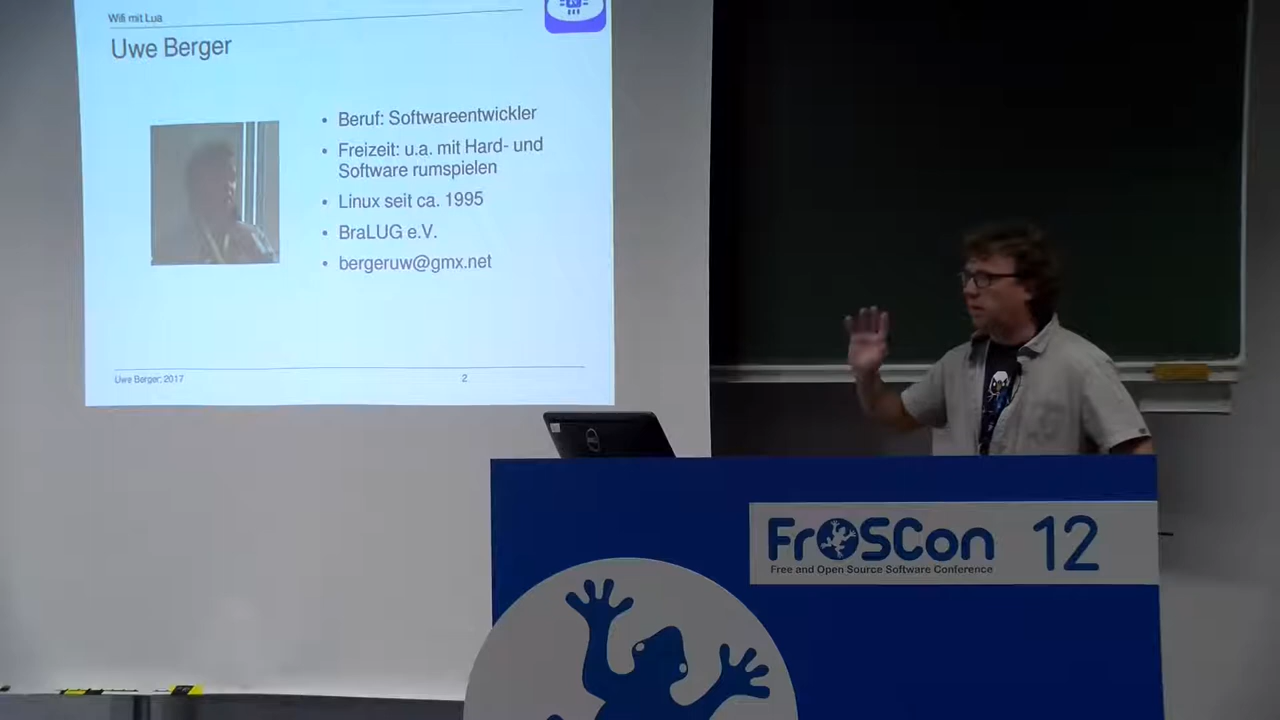 Wifi mit Lua
Uwe Berger
• Beruf: Softwareentwickler
• Freizeit: u.a. mit Hard- und
Software rumspielen
• Linux seit ca. 1995
• BraLUG e.V.
• bergeruw@gmx.net
Uwe Berger; 2017
2
FrOSCon 12
Free and Open Source Software Conference